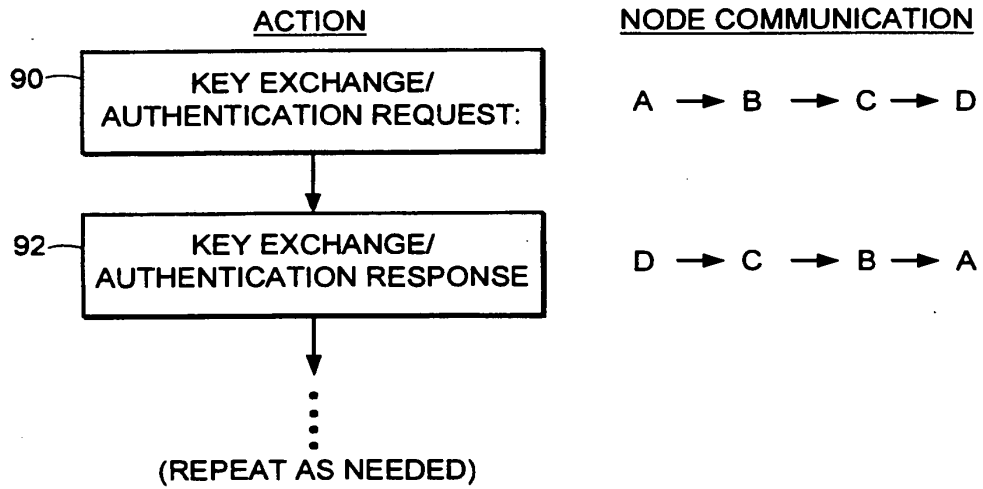 ACTION
NODE COMMUNICATION
90
KEY EXCHANGE/
AUTHENTICATION REQUEST:
A → B → C → D
92
KEY EXCHANGE/
AUTHENTICATION RESPONSE
D → C → B → A
(REPEAT AS NEEDED)